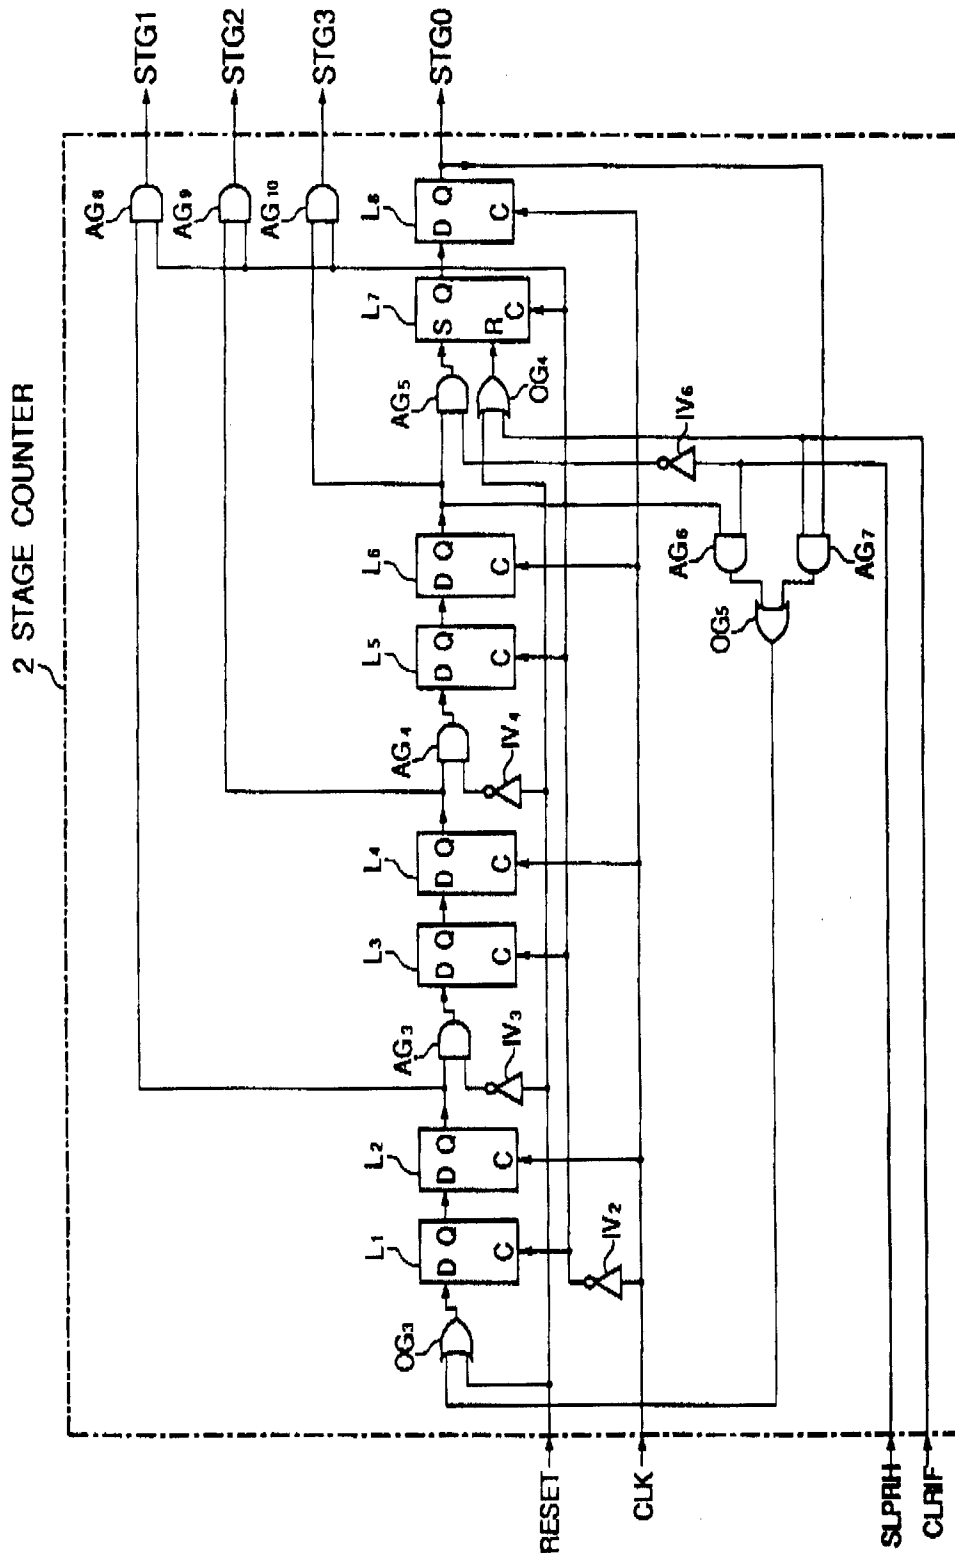 2 STAGE COUNTER
STG1
STG2
STG3
STG0
AG8
AG9
AG10
L8
D Q
C
L7
S Q
R
C
AG5
OG4
IV6
L6
D Q
C
AG6
AG7
OG5
L5
D Q
C
AG4
IV4
L4
D Q
C
L3
D Q
C
AG3
IV3
L2
D Q
C
L1
D Q
C
IV2
OG3
RESET
CLK
SLPRH
CLRIF